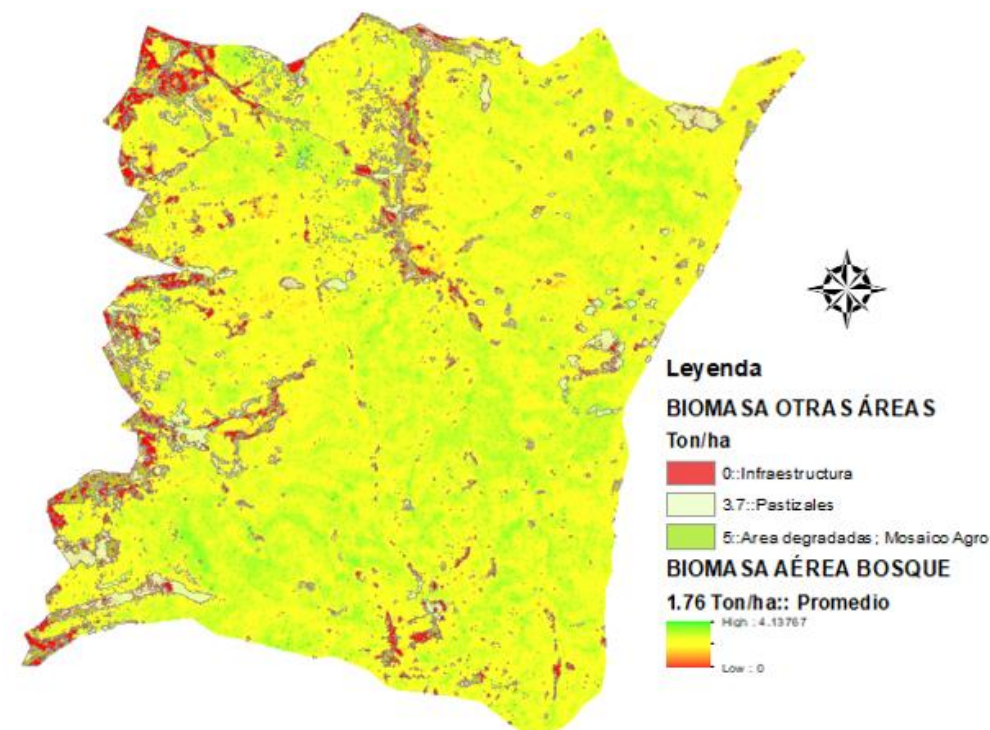 Leyenda
BIOMASA OTRAS ÁREAS
Ton/ha
0::Infraestructura
3.7::Pastizales
5::Area degradadas; Mosaico Agro
BIOMASA AÉREA BOSQUE
1.76 Ton/ha:: Promedio
High : 4.13767
Low : 0